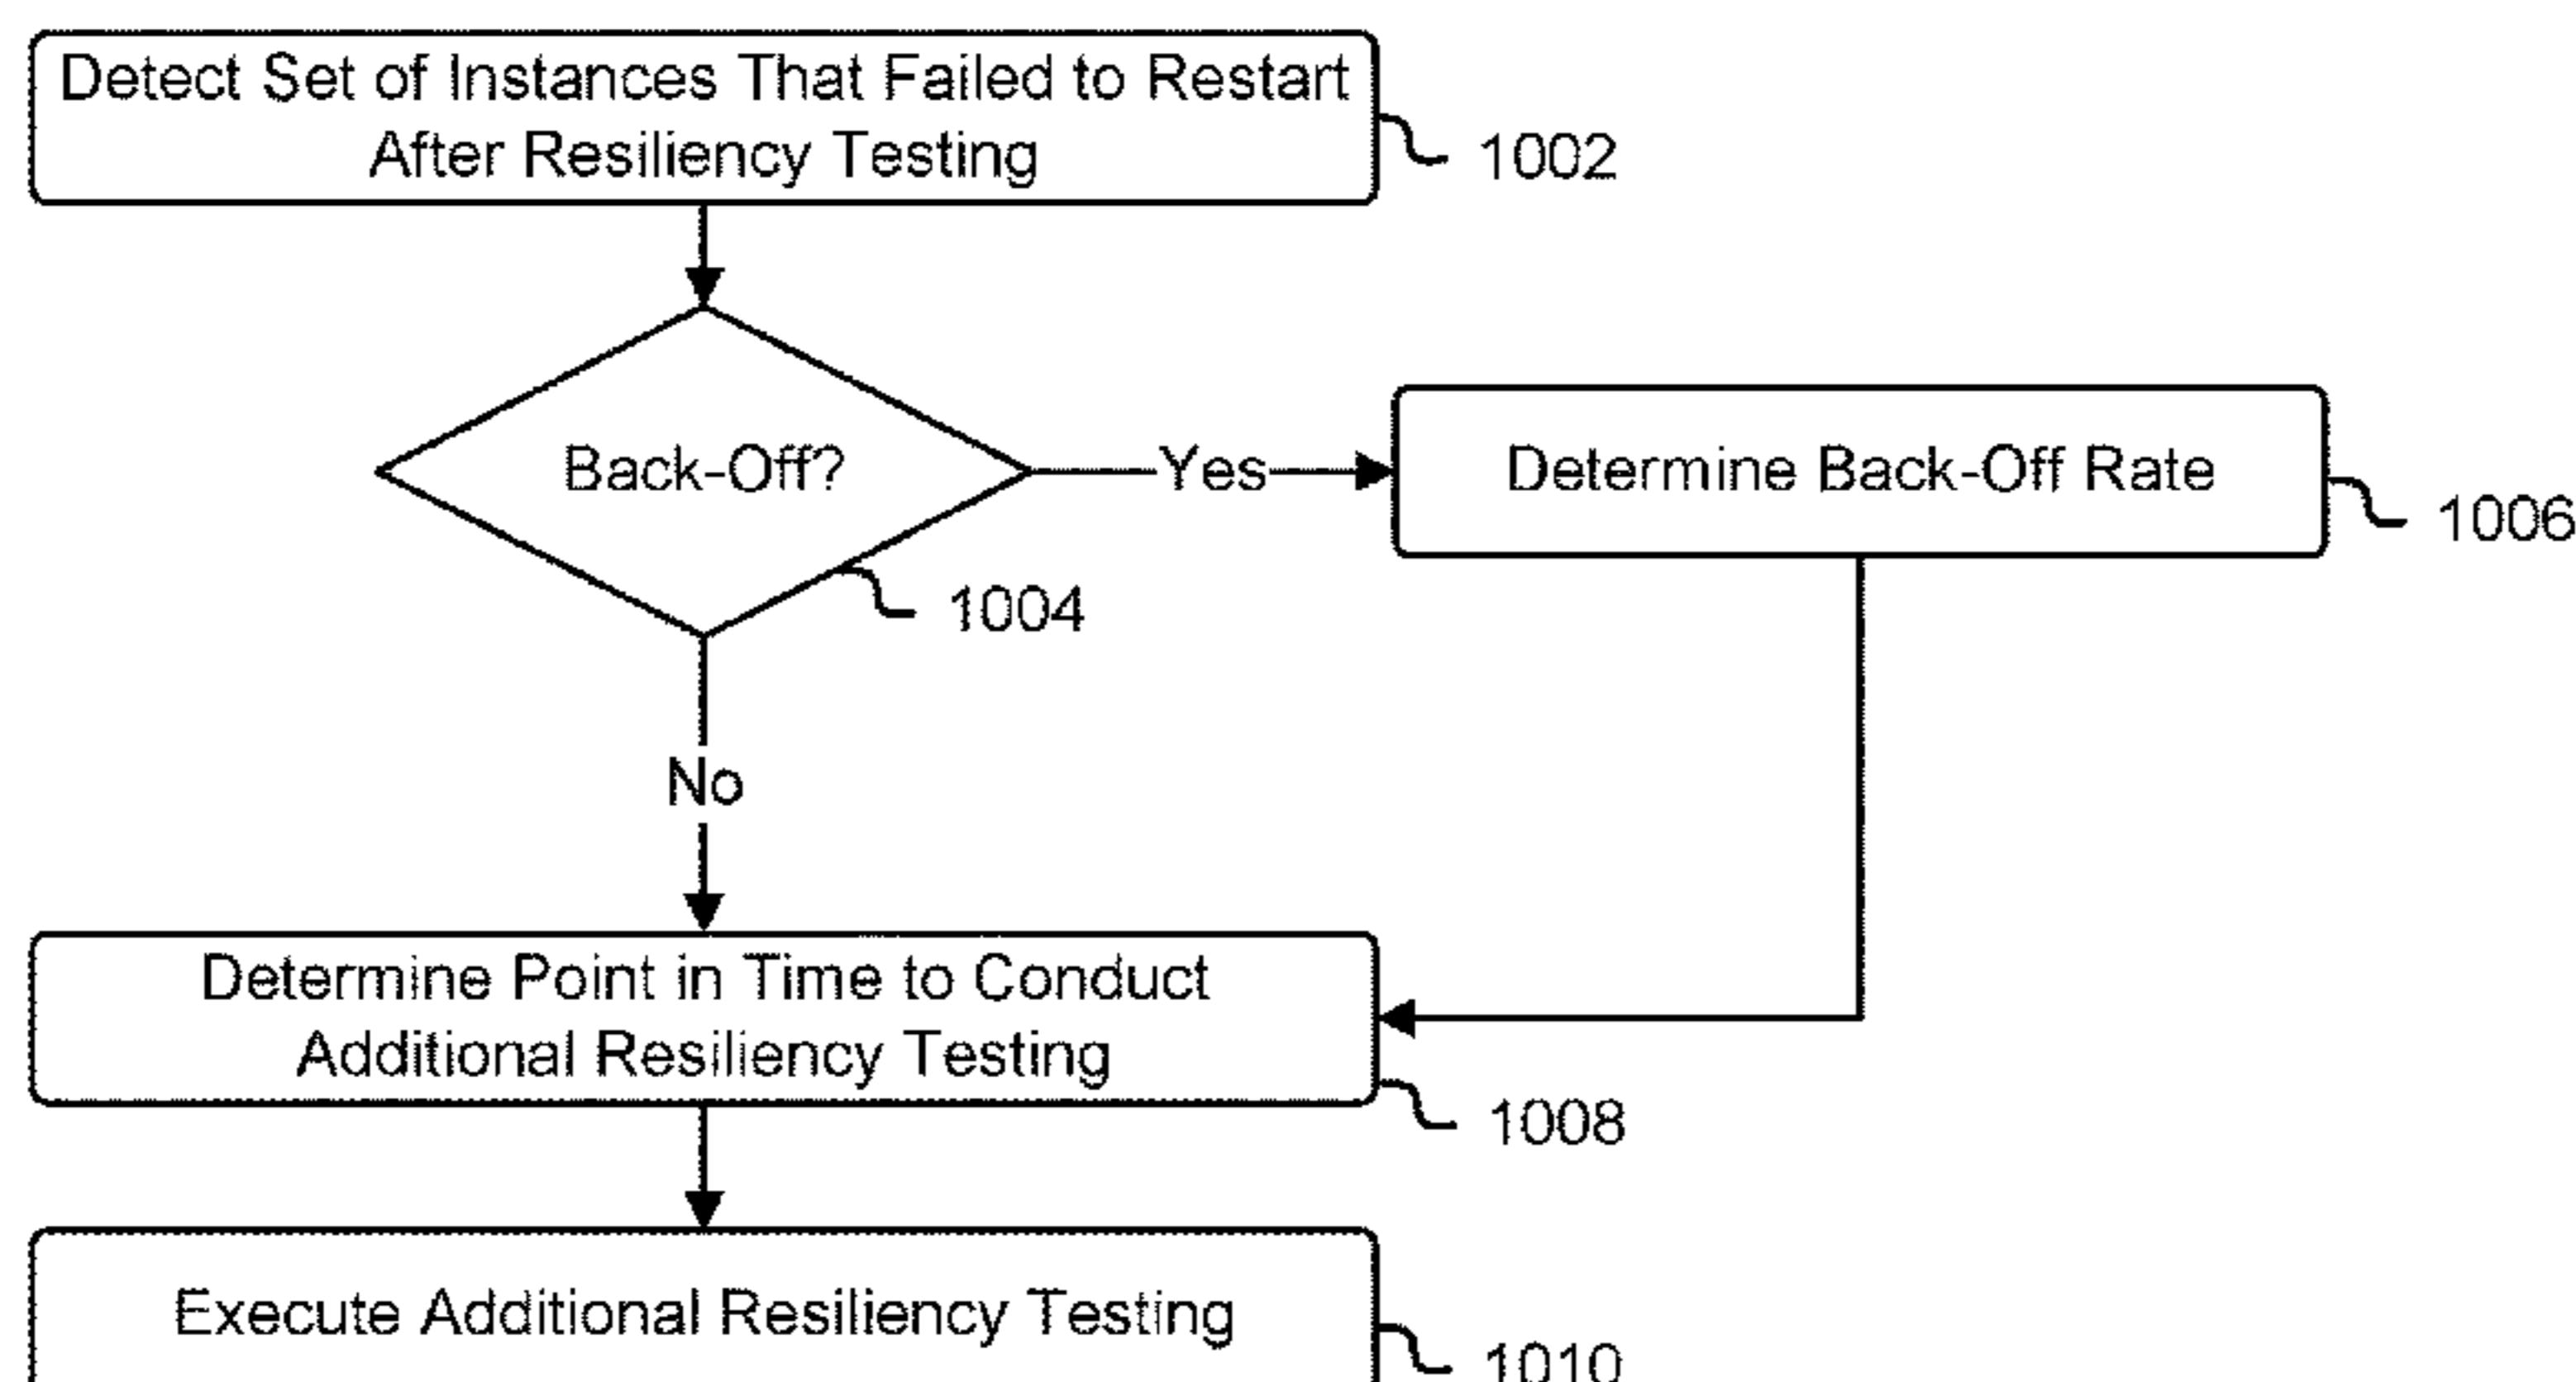 Detect Set of Instances That Failed to Restart
After Resiliency Testing
1002
Back-Off?
Yes
Determine Back-Off Rate
1006
1004
No
Determine Point in Time to Conduct
Additional Resiliency Testing
1008
Execute Additional Resiliency Testing
1010